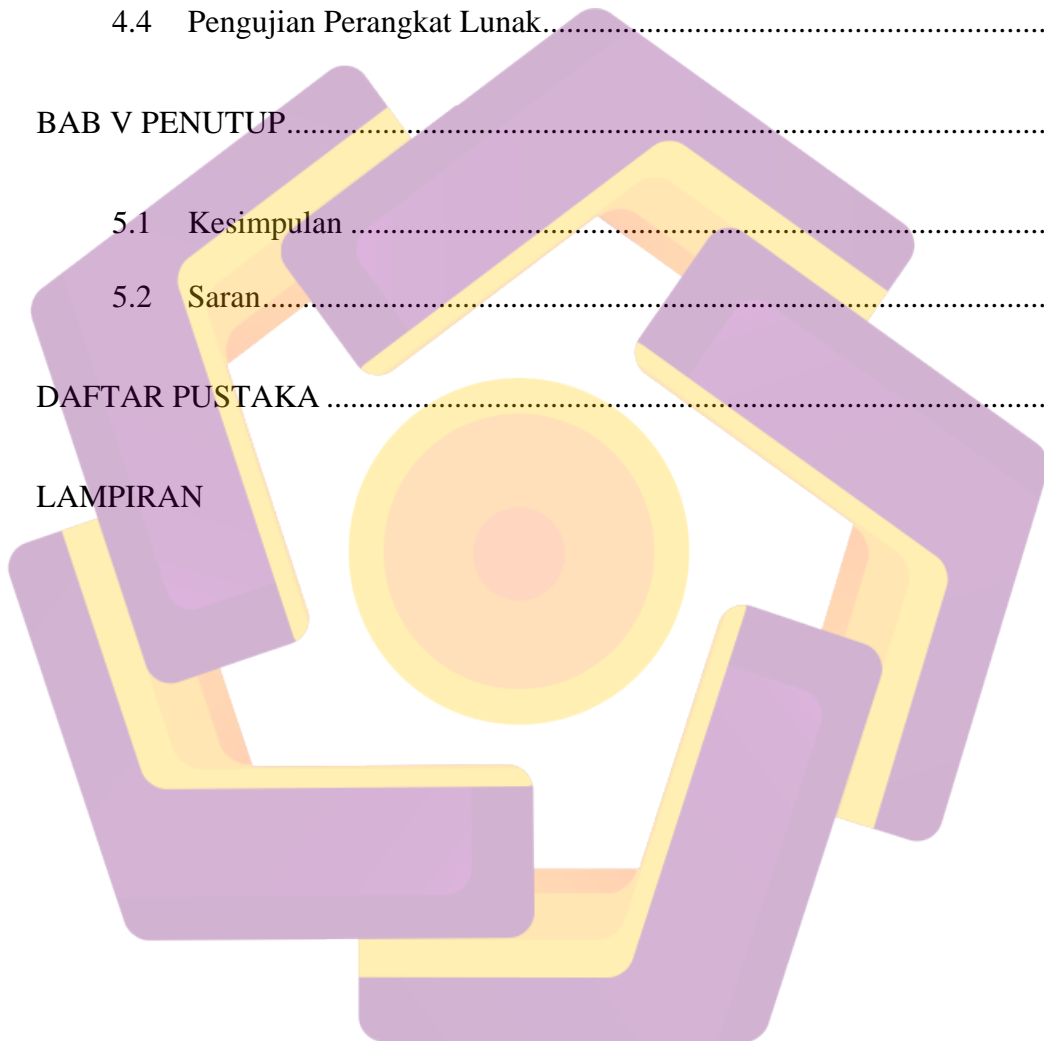 4.4 Pengujian Perangkat Lunak..............................................................
BAB V PENUTUP...............................................................................................
5.1 Kesimpulan .......................................................................................
5.2 Saran..................................................................................................
DAFTAR PUSTAKA ..........................................................................................
LAMPIRAN